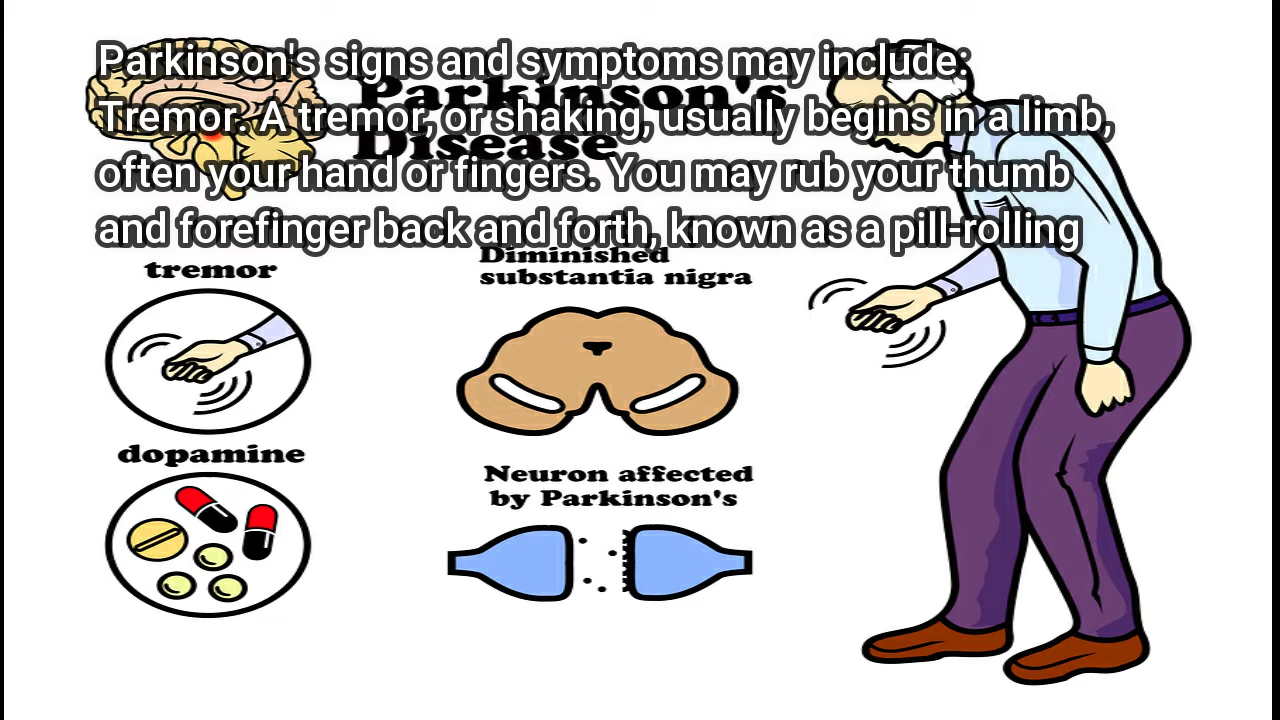 Parkinson's signs and symptoms may include:
Tremor. A tremor, or shaking, usually begins in a limb,
often your hand or fingers. You may rub your thumb
and forefinger back and forth, known as a pill-rolling
Parkinson's
Disease
tremor
Diminished
substantia nigra
dopamine
Neuron affected
by Parkinson's